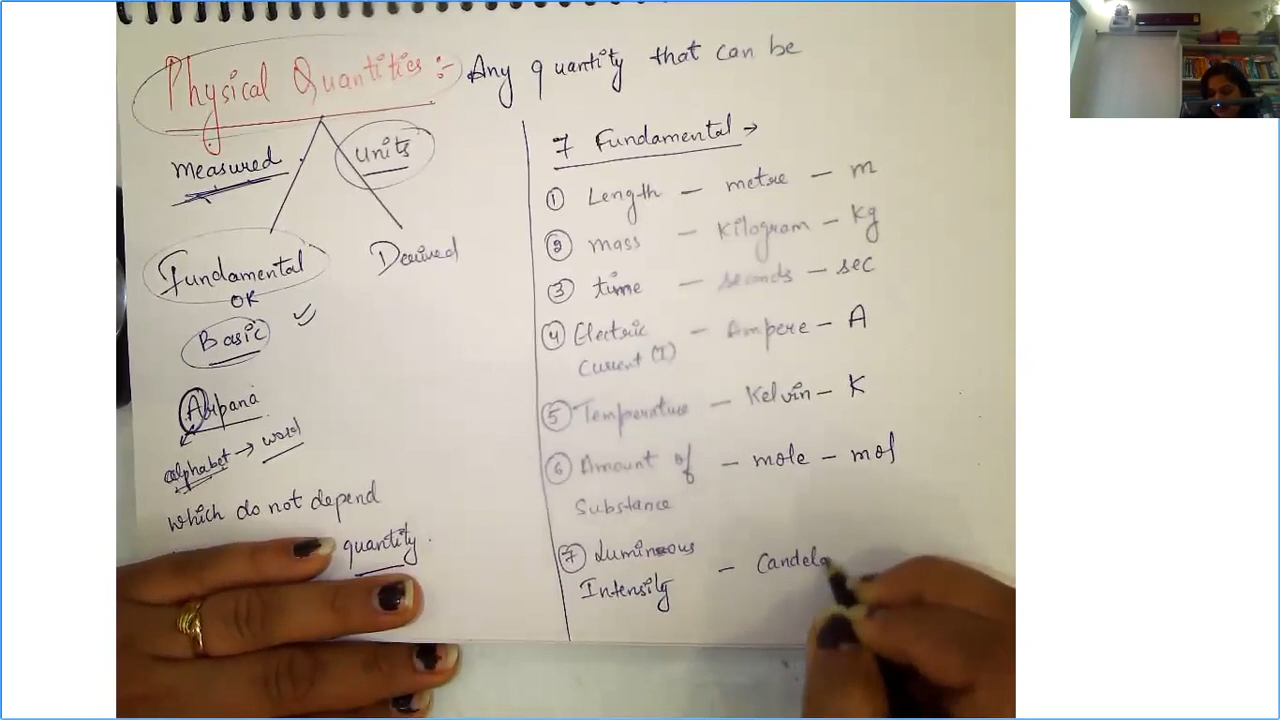 Physical Quantities :- Any quantity that can be
measured
units
Fundamental
OR
Basic
Derived
Arpana
alphabet → word
which do not depend
quantity.
7 Fundamental →
① Length - metre - m
② mass - Kilogram - Kg
③ time - seconds - sec
④ Electric - Ampere - A
Current (I)
⑤ Temperature - Kelvin - K
⑥ Amount of - mole - mol
Substance
⑦ Luminous - Candela
Intensity